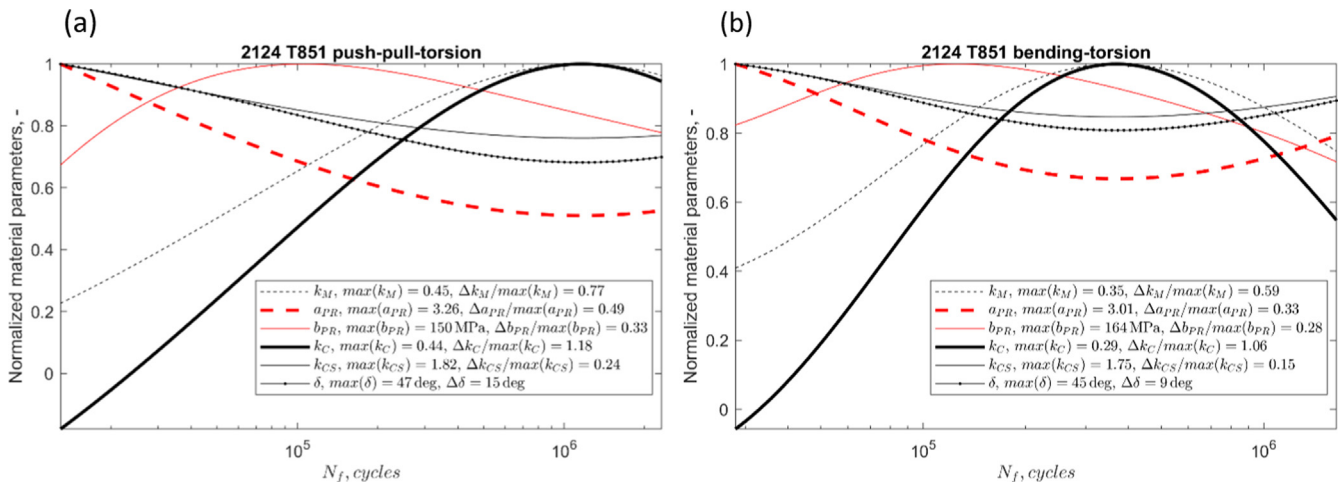 (a)
2124 T851 push-pull-torsion
Normalized material parameters, -
1
0.8
0.6
0.4
0.2
0
k_M, max(k_M) = 0.45, Δk_M/max(k_M) = 0.77
a_PR, max(a_PR) = 3.26, Δa_PR/max(a_PR) = 0.49
b_PR, max(b_PR) = 150 MPa, Δb_PR/max(b_PR) = 0.33
k_C, max(k_C) = 0.44, Δk_C/max(k_C) = 1.18
k_CS, max(k_CS) = 1.82, Δk_CS/max(k_CS) = 0.24
δ, max(δ) = 47 deg, Δδ = 15 deg
10^5
10^6
N_f, cycles
(b)
2124 T851 bending-torsion
Normalized material parameters, -
1
0.8
0.6
0.4
0.2
0
k_M, max(k_M) = 0.35, Δk_M/max(k_M) = 0.59
a_PR, max(a_PR) = 3.01, Δa_PR/max(a_PR) = 0.33
b_PR, max(b_PR) = 164 MPa, Δb_PR/max(b_PR) = 0.28
k_C, max(k_C) = 0.29, Δk_C/max(k_C) = 1.06
k_CS, max(k_CS) = 1.75, Δk_CS/max(k_CS) = 0.15
δ, max(δ) = 45 deg, Δδ = 9 deg
10^5
10^6
N_f, cycles